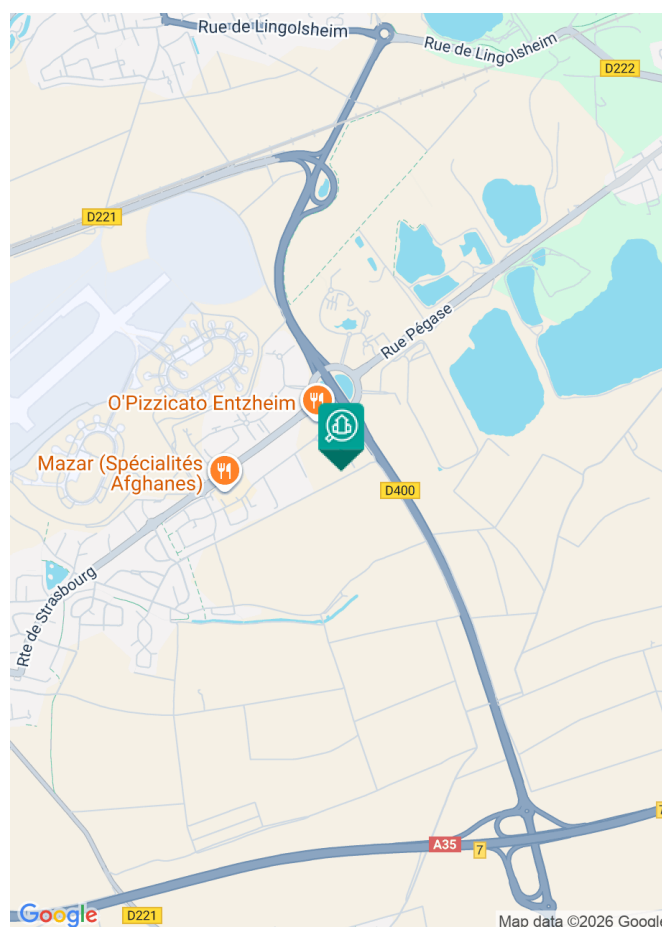 Rue de Lingolsheim
Rue de Lingolsheim
D222
D221
Rue Pégase
O'Pizzicato Entzheim
Mazar (Spécialités
Afghanes)
D400
Rte de Strasbourg
A35
7
7
Google
D221
Map data ©2026 Google